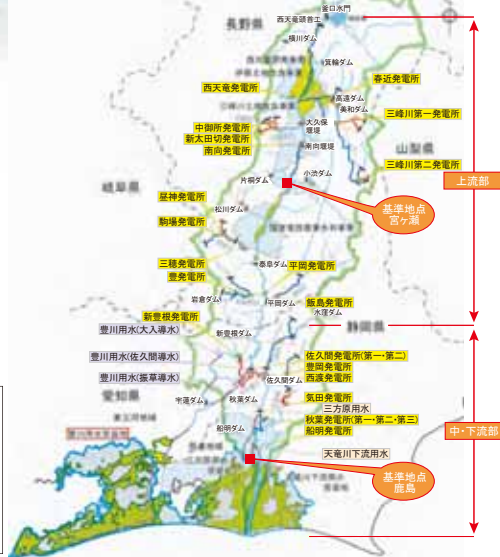 釜口水門
西天竜頭首工
長野県
横川ダム
箕輪ダム
西天竜発電所
春近発電所
高遠ダム
美和ダム
三峰川第一発電所
中御所発電所
新太田切発電所
南向発電所
大久保
堰堤
南向堰堤
山梨県
三峰川第二発電所
片桐ダム
小渋ダム
上流部
岐阜県
昼神発電所
松川ダム
基準地点
宮ヶ瀬
駒場発電所
三穂発電所
豊発電所
泰阜ダム
平岡発電所
岩倉ダム
平岡ダム
飯島発電所
水窪ダム
新豊根発電所
静岡県
豊川用水(大入導水)
新豊根ダム
豊川用水(佐久間導水)
佐久間発電所(第一・第二)
豊岡発電所
西渡発電所
豊川用水(振草導水)
佐久間ダム
愛知県
宇連ダム
秋葉ダム
気田発電所
三方原用水
秋葉発電所(第一・第二・第三)
船明発電所
船明ダム
中・下流部
天竜川下流用水
基準地点
鹿島